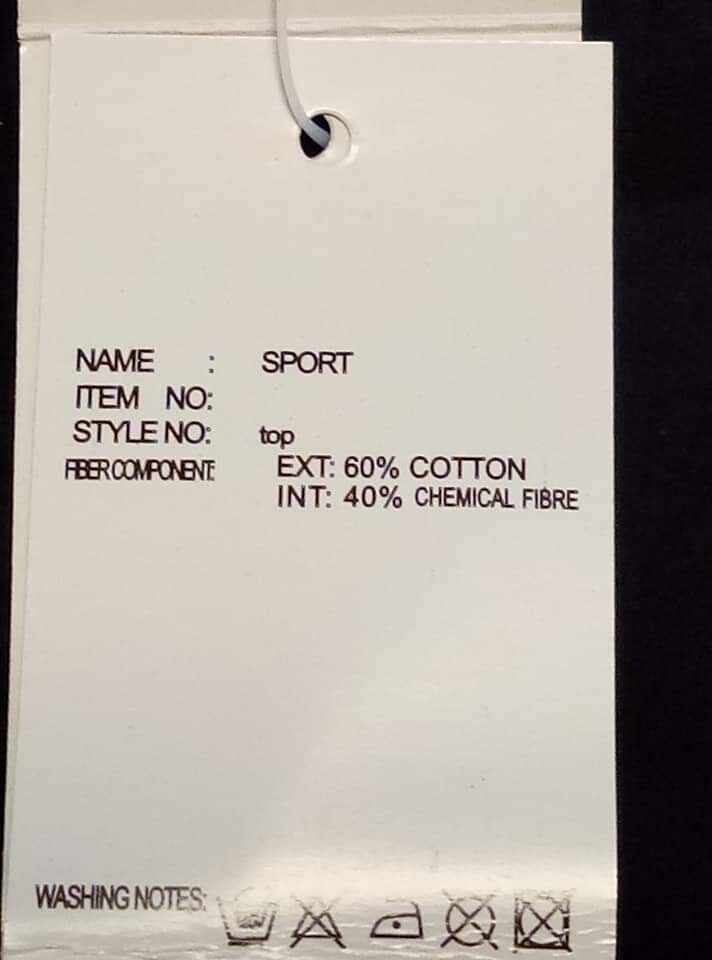 NAME : SPORT
ITEM NO:
STYLE NO: top
FIBER COMPONENT: EXT: 60% COTTON
INT: 40% CHEMICAL FIBRE
WASHING NOTES: